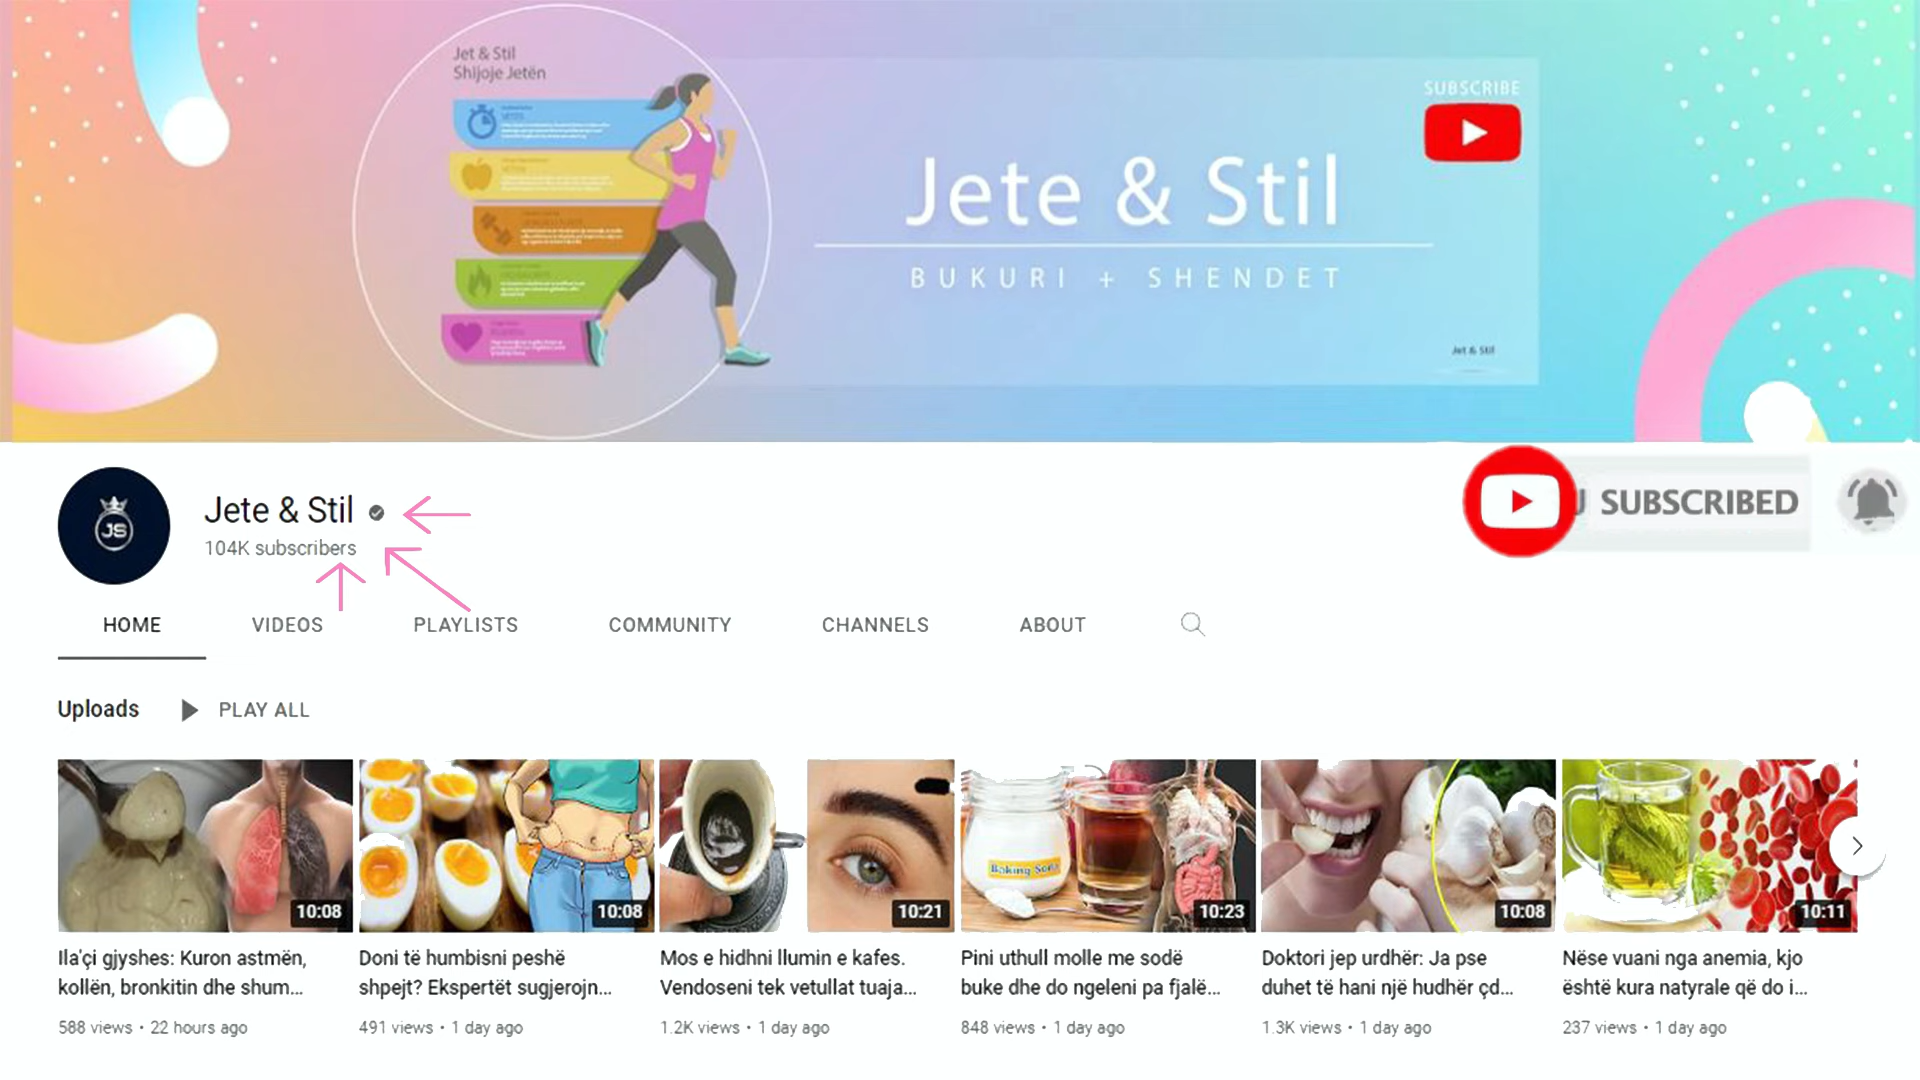 Jet & Stil
Shijoje Jetën
SUBSCRIBE
Jete & Stil
BUKURI + SHENDET
Jet & Stil
JS
Jete & Stil
104K subscribers
SUBSCRIBED
HOME VIDEOS PLAYLISTS COMMUNITY CHANNELS ABOUT
Uploads PLAY ALL
Baking Soda
10:08 10:08 10:21 10:23 10:08 10:11
Ila'çi gjyshes: Kuron astmën,
kollën, bronkitin dhe shum...
588 views • 22 hours ago
Doni të humbisni peshë
shpejt? Ekspertët sugjerojn...
491 views • 1 day ago
Mos e hidhni llumin e kafes.
Vendoseni tek vetullat tuaja...
1.2K views • 1 day ago
Pini uthull molle me sodë
buke dhe do ngeleni pa fjalë...
848 views • 1 day ago
Doktori jep urdhër: Ja pse
duhet të hani një hudhër çd...
1.3K views • 1 day ago
Nëse vuani nga anemia, kjo
është kura natyrale që do i...
237 views • 1 day ago